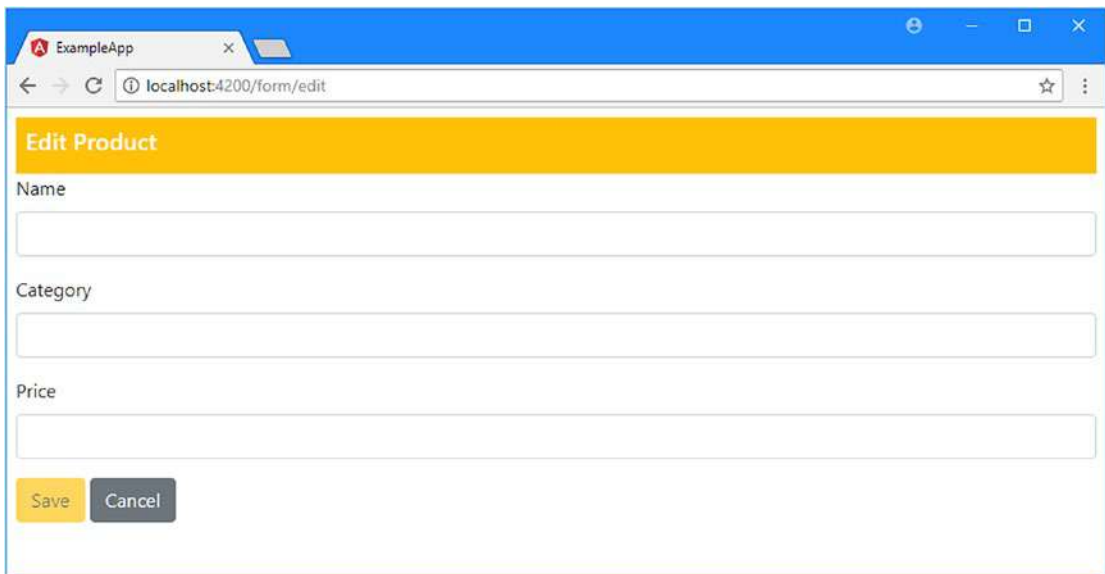 ExampleApp
localhost:4200/form/edit
Edit Product
Name
Category
Price
Save Cancel